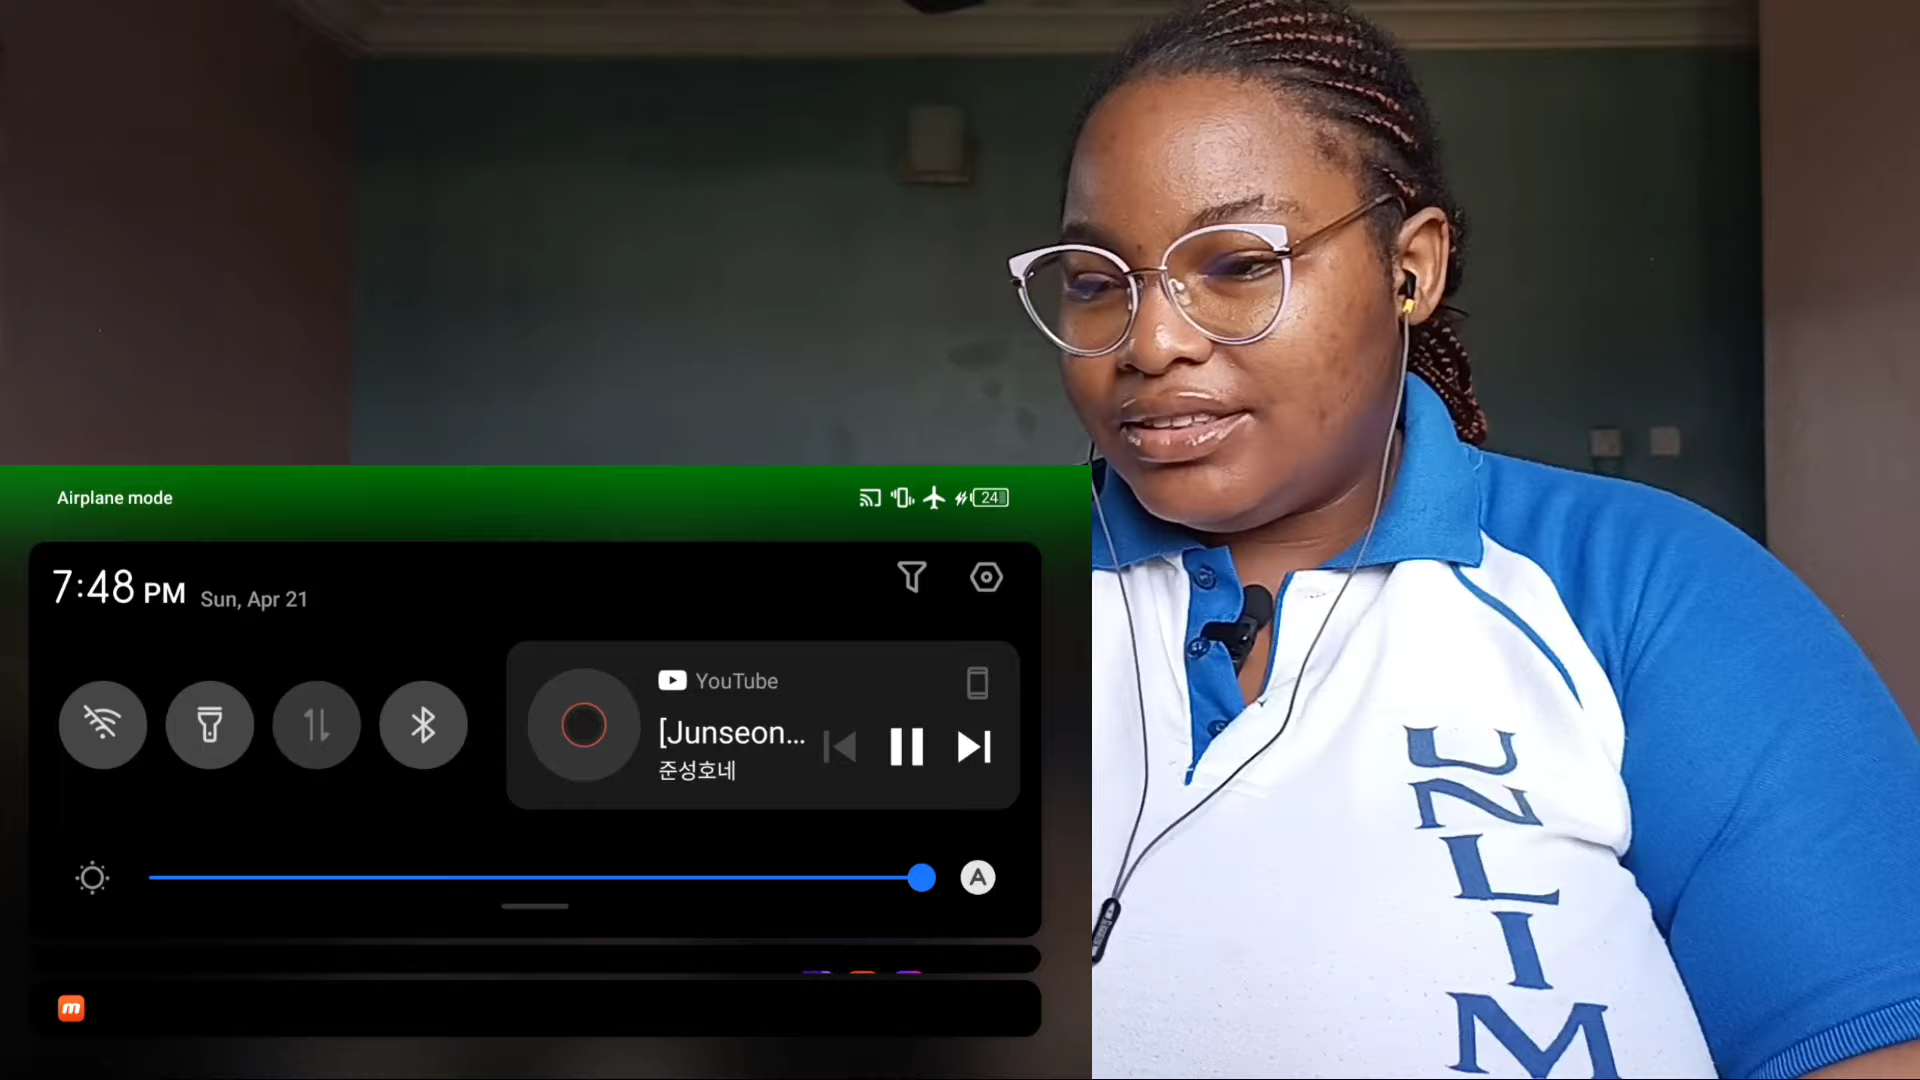 Airplane mode
24
7:48 PM Sun, Apr 21
YouTube
[Junseon...
준성호네
A
m
UNLIM